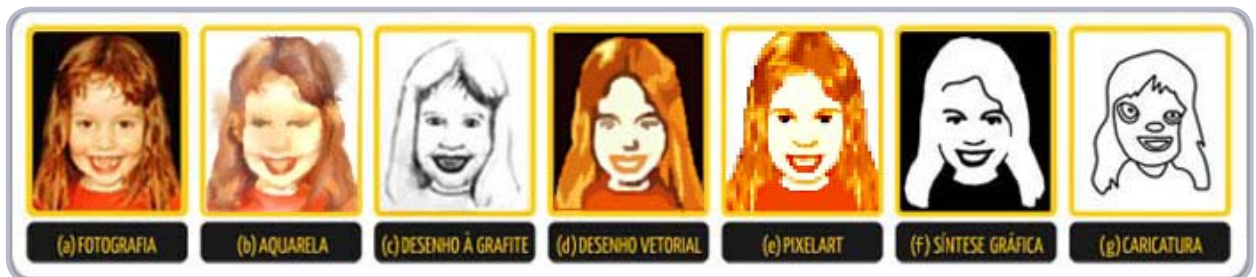 (a) FOTOGRAFIA
(b) AQUARELA
(c) DESENHO À GRAFITE
(d) DESENHO VETORIAL
(e) PIXELART
(f) SÍNTESE GRÁFICA
(g) CARICATURA